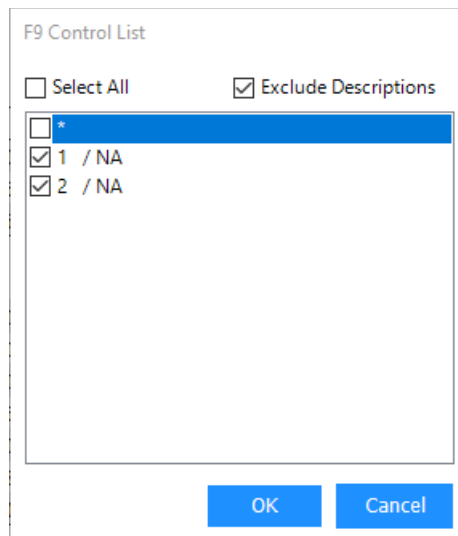 F9 Control List
Select All Exclude Descriptions
*
1 / NA
2 / NA
OK Cancel